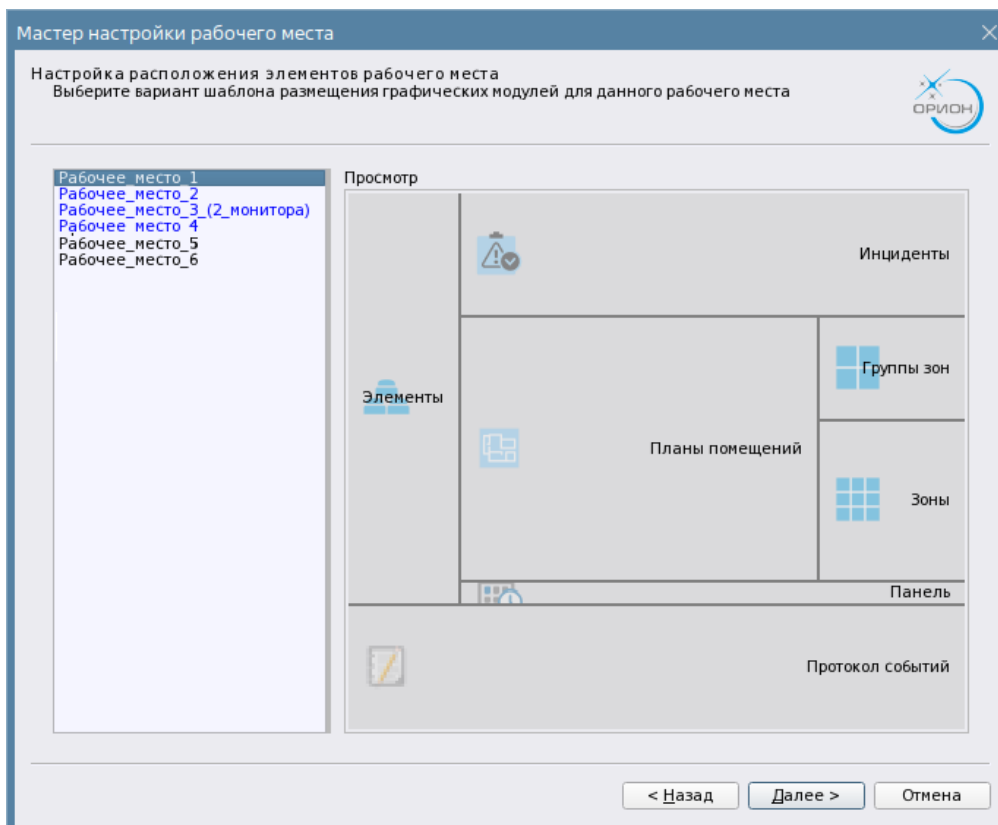 Мастер настройки рабочего места
Настройка расположения элементов рабочего места
Выберите вариант шаблона размещения графических модулей для данного рабочего места
ОРИОН
Рабочее_место_1
Рабочее_место_2
Рабочее_место_3_(2_монитора)
Рабочее_место_4
Рабочее_место_5
Рабочее_место_6
Просмотр
Инциденты
Группы зон
Элементы
Планы помещений
Зоны
Панель
Протокол событий
< Назад
Далее >
Отмена